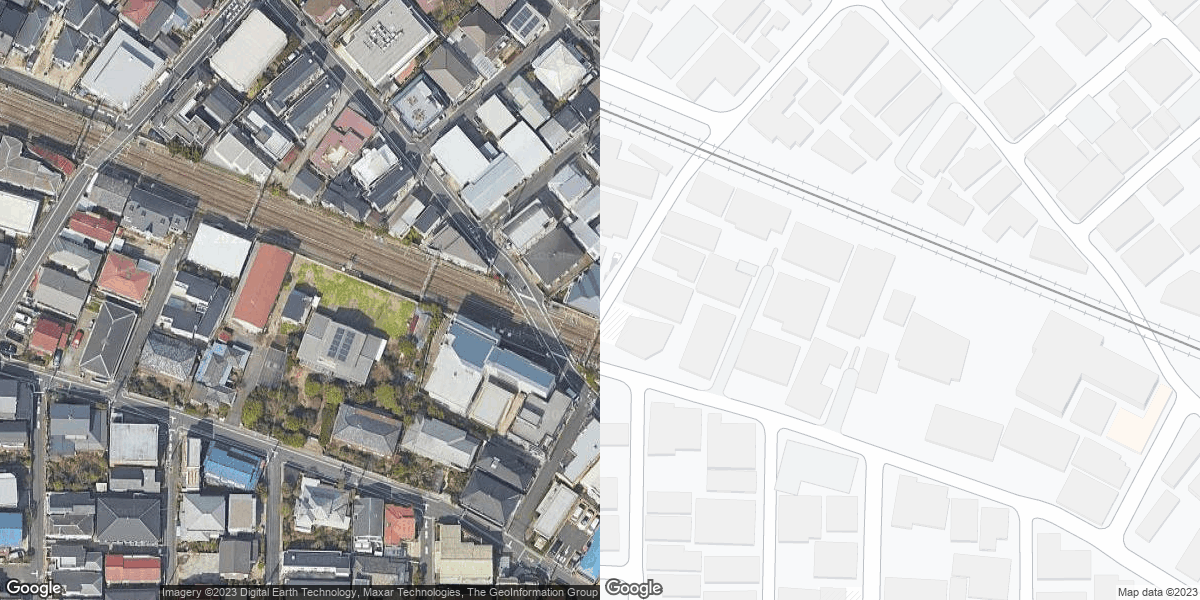 Google
Imagery ©2023 Digital Earth Technology, Maxar Technologies, The GeoInformation Group
Google
Map data ©2023